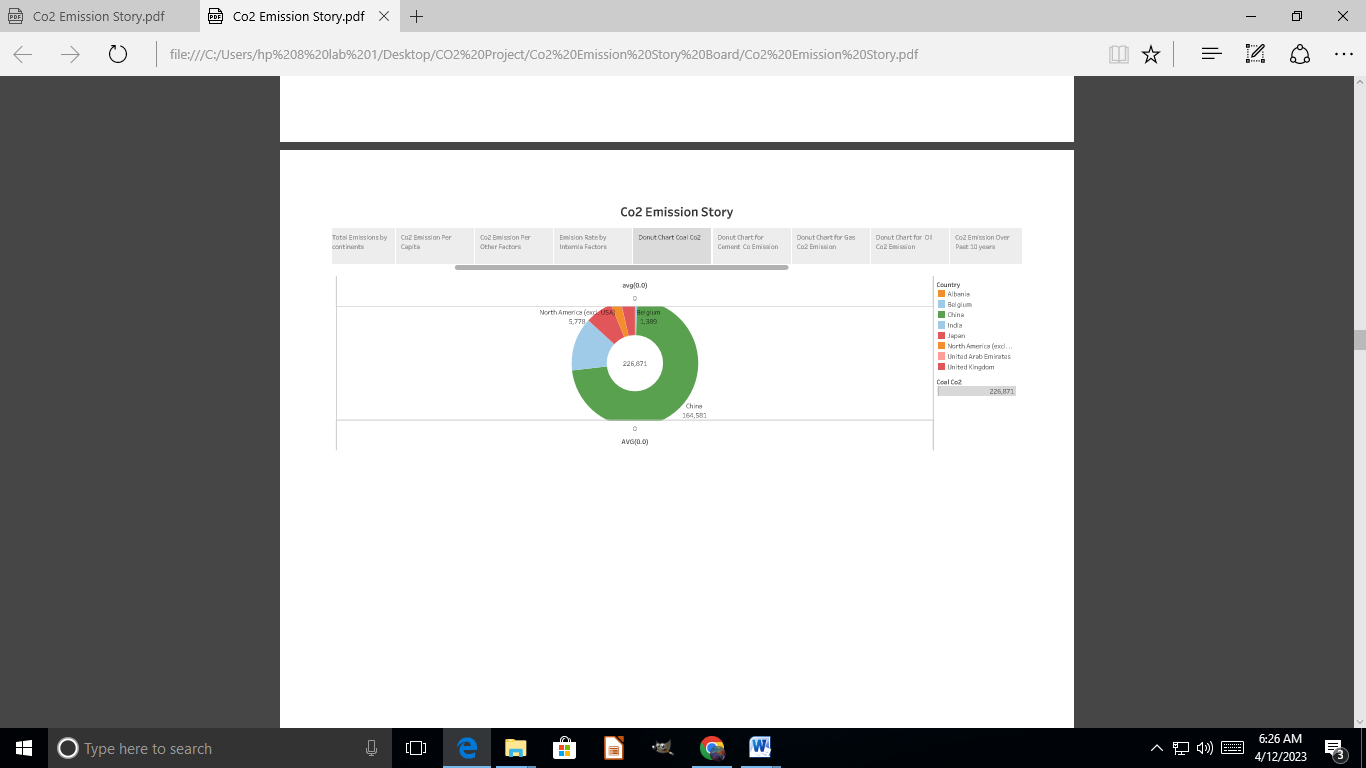 Co2 Emission Story.pdf
Co2 Emission Story.pdf
file:///C:/Users/hp%208%20lab%201/Desktop/CO2%20Project/Co2%20Emission%20Story%20Board/Co2%20Emission%20Story.pdf
Co2 Emission Story
Total Emissions by
continents
Co2 Emission Per
Capita
Co2 Emission Per
Other Factors
Emision Rate by
Internia Factors
Donut Chart Coal Co2
Donut Chart for
Cement Co Emission
Donut Chart for Gas
Co2 Emission
Donut Chart for Oil
Co2 Emission
Co2 Emission Over
Past 10 years
avg(0.0)
0
North America (excl. USA)
5,778
Belgium
1,389
226,871
China
164,581
0
AVG(0.0)
Country
Albania
Belgium
China
India
Japan
North America (excl...
United Arab Emirates
United Kingdom
Coal Co2
226,871
Type here to search
6:26 AM
4/12/2023
3